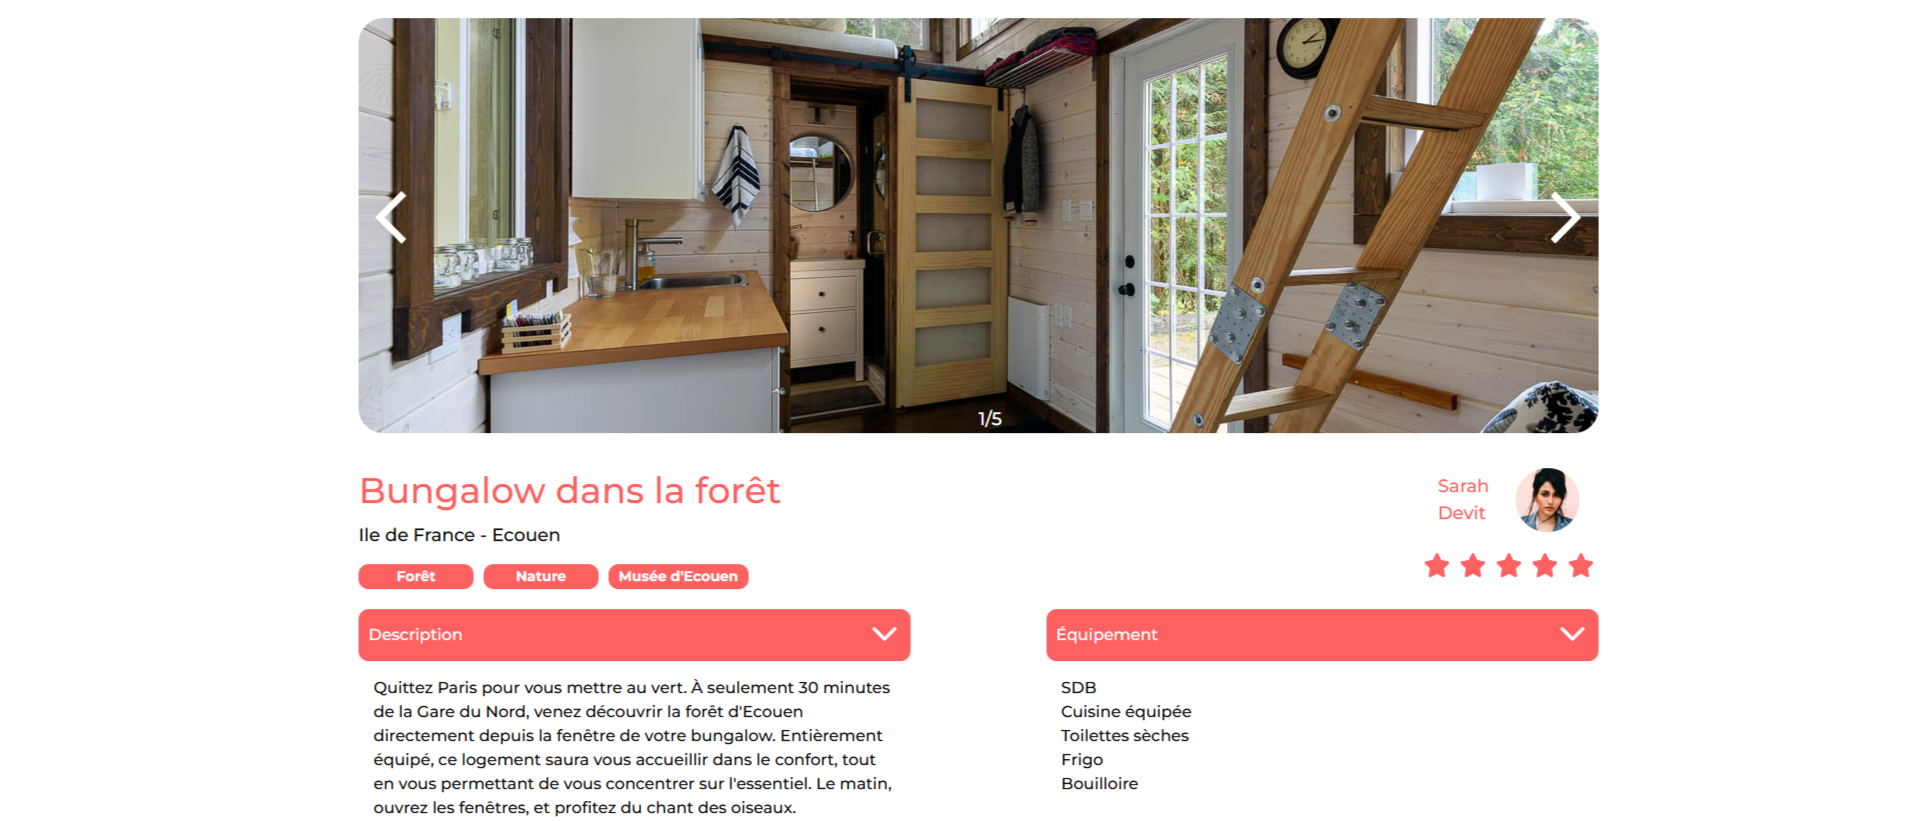 1/5
Bungalow dans la forêt
Ile de France - Ecouen
Forêt
Nature
Musée d'Ecouen
Sarah
Devit
Description
Quittez Paris pour vous mettre au vert. À seulement 30 minutes
de la Gare du Nord, venez découvrir la forêt d'Ecouen
directement depuis la fenêtre de votre bungalow. Entièrement
équipé, ce logement saura vous accueillir dans le confort, tout
en vous permettant de vous concentrer sur l'essentiel. Le matin,
ouvrez les fenêtres, et profitez du chant des oiseaux.
Équipement
SDB
Cuisine équipée
Toilettes sèches
Frigo
Bouilloire